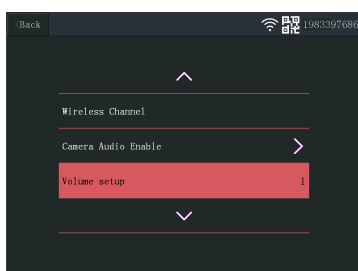 <Back
1983397686
Wireless Channel
Camera Audio Enable
Volume setup 1